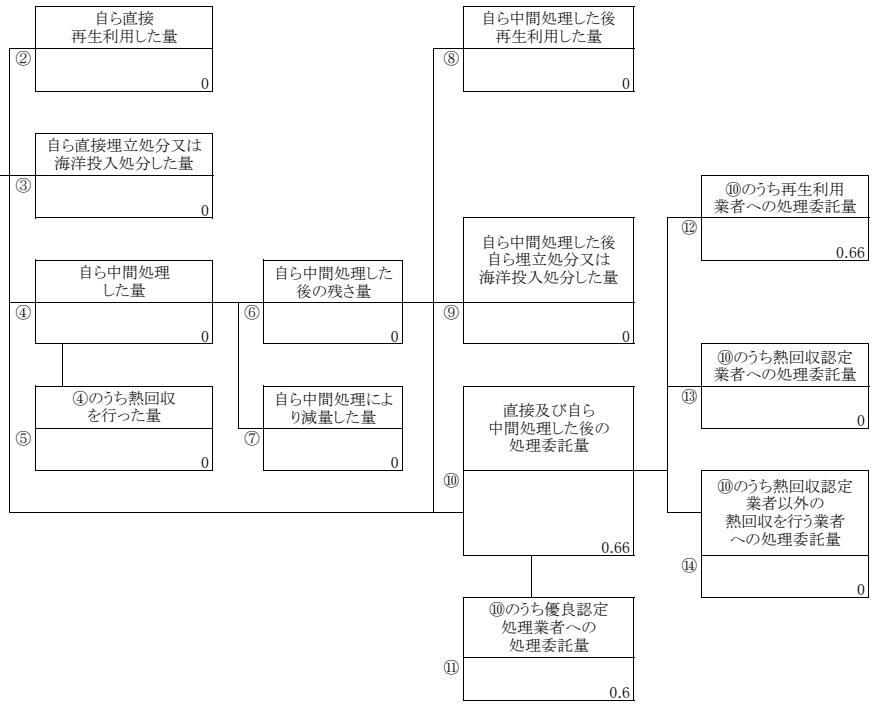 自ら直接
再生利用した量
②
0
自ら直接埋立処分又は
海洋投入処分した量
③
0
自ら中間処理
した量
④
0
④のうち熱回収
を行った量
⑤
0
自ら中間処理した
後の残さ量
⑥
0
自ら中間処理によ
り減量した量
⑦
0
自ら中間処理した後
再生利用した量
⑧
0
自ら中間処理した後
自ら埋立処分又は
海洋投入処分した量
⑨
0
直接及び自ら
中間処理した後の
処理委託量
⑩
0.66
⑩のうち優良認定
処理業者への
処理委託量
⑪
0.6
⑩のうち再生利用
業者への処理委託量
⑫
0.66
⑩のうち熱回収認定
業者への処理委託量
⑬
0
⑩のうち熱回収認定
業者以外の
熱回収を行う業者
への処理委託量
⑭
0